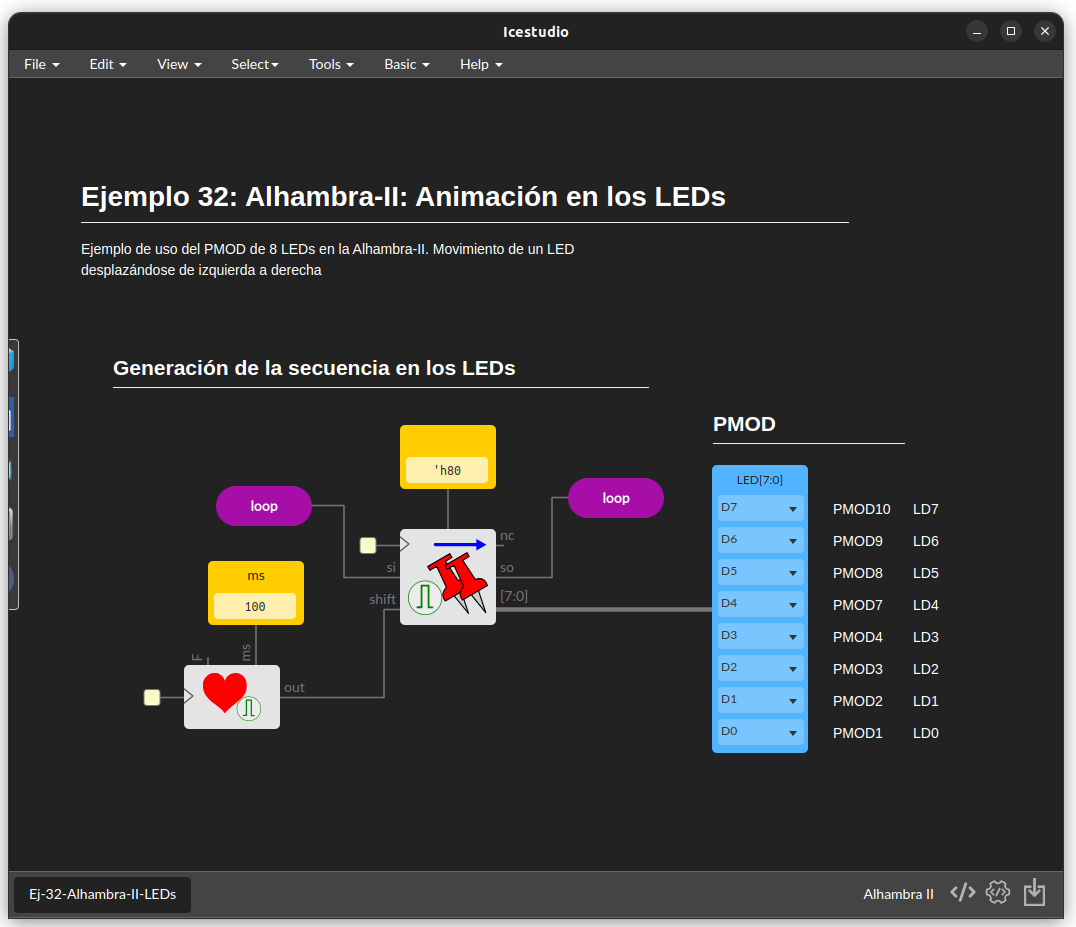 Icestudio
File Edit View Select Tools Basic Help
Ejemplo 32: Alhambra-II: Animación en los LEDs
Ejemplo de uso del PMOD de 8 LEDs en la Alhambra-II. Movimiento de un LED
desplazándose de izquierda a derecha
Generación de la secuencia en los LEDs
PMOD
'h80
loop
loop
nc
si
so
shift
[7:0]
ms
100
F
ms
out
LED[7:0]
D7 PMOD10 LD7
D6 PMOD9 LD6
D5 PMOD8 LD5
D4 PMOD7 LD4
D3 PMOD4 LD3
D2 PMOD3 LD2
D1 PMOD2 LD1
D0 PMOD1 LD0
Ej-32-Alhambra-II-LEDs
Alhambra II